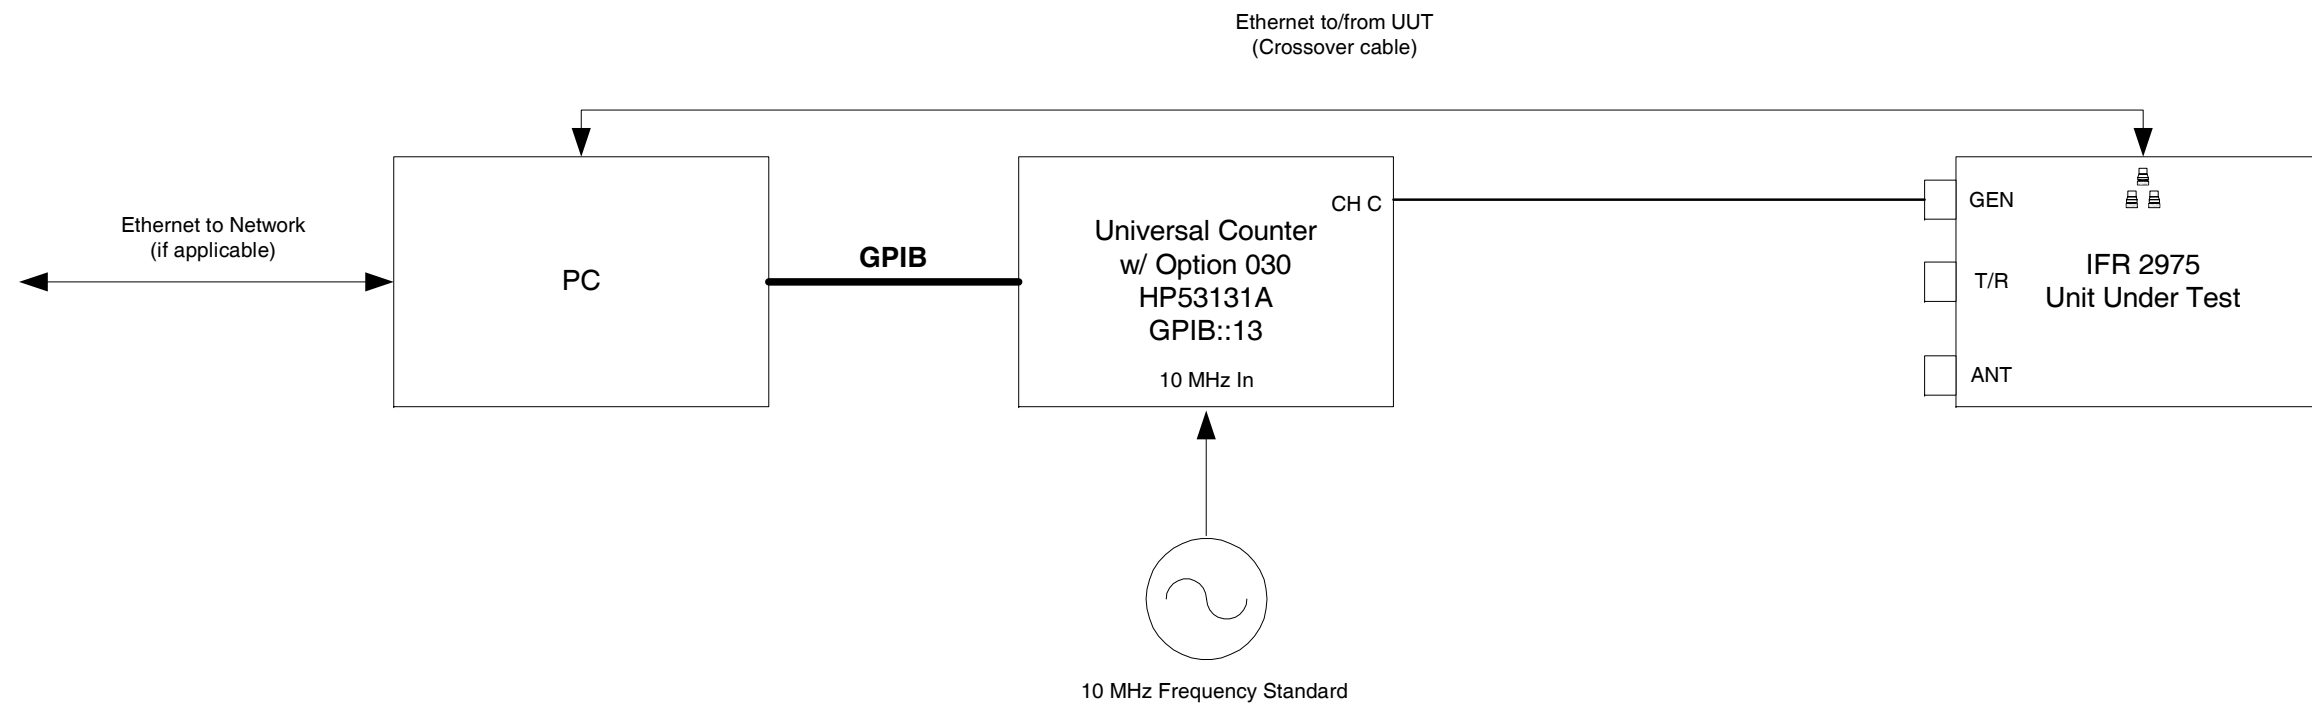 Ethernet to/from UUT
(Crossover cable)
Ethernet to Network
(if applicable)
PC
GPIB
CH C
Universal Counter
w/ Option 030
HP53131A
GPIB::13
10 MHz In
GEN
T/R
ANT
IFR 2975
Unit Under Test
10 MHz Frequency Standard